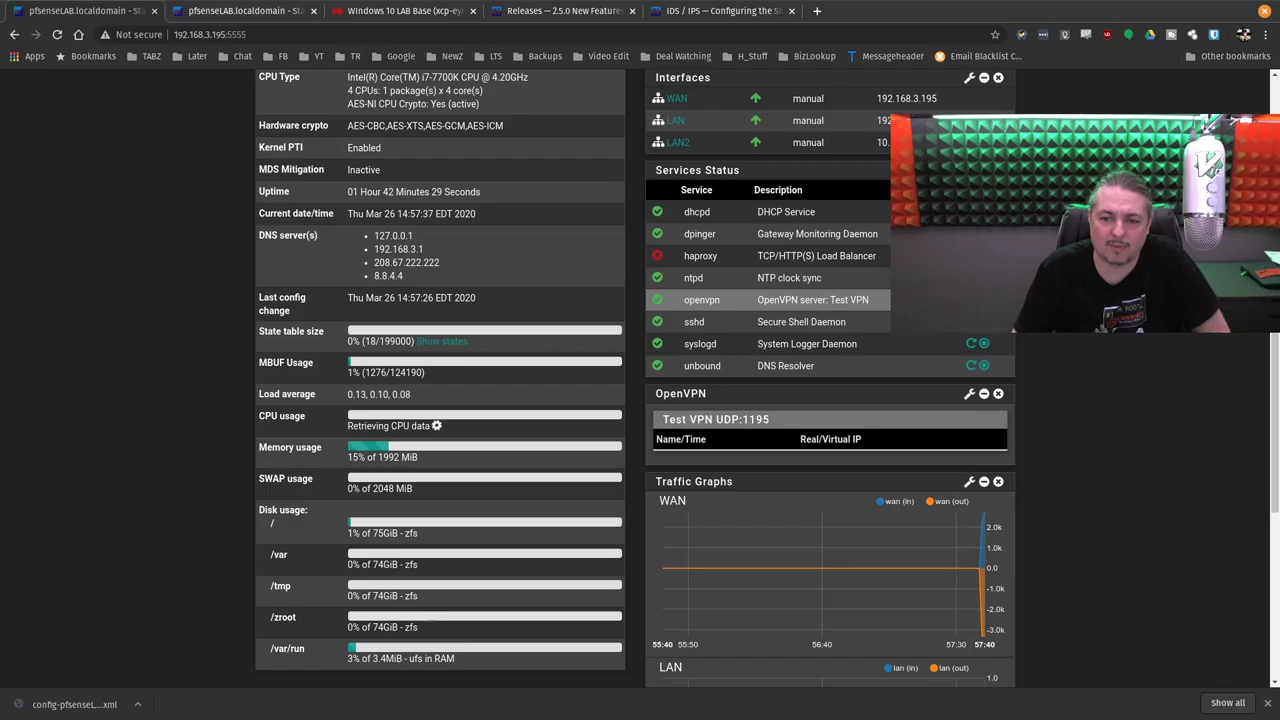 pfsenseLAB.localdomain -
pfsenseLAB.localdomain - S
WIndows 10 LAB Base (xcp-ey
Releases — 2.5.0 New Feature
IDS / IPS — Configuring the Sn
Not secure
192.168.3.195:5555
Apps
Bookmarks
TABZ
Later
Chat
FB
YT
TR
Google
NewZ
LTS
Backups
Video Edit
Deal Watching
H_Stuff
BizLookup
Messageheader
Email Blacklist C...
Other bookmarks
CPU Type
Intel(R) Core(TM) i7-7700K CPU @ 4.20GHz
4 CPUs: 1 package(s) x 4 core(s)
AES-NI CPU Crypto: Yes (active)
Hardware crypto
AES-CBC,AES-XTS,AES-GCM,AES-ICM
Kernel PTI
Enabled
MDS Mitigation
Inactive
Uptime
01 Hour 42 Minutes 29 Seconds
Current date/time
Thu Mar 26 14:57:37 EDT 2020
DNS server(s)
127.0.0.1
192.168.3.1
208.67.222.222
8.8.4.4
Last config
change
Thu Mar 26 14:57:26 EDT 2020
State table size
0% (18/199000) Show states
MBUF Usage
1% (1276/124190)
Load average
0.13, 0.10, 0.08
CPU usage
Retrieving CPU data
Memory usage
15% of 1992 MiB
SWAP usage
0% of 2048 MiB
Disk usage:
/
1% of 75GiB - zfs
/var
0% of 74GiB - zfs
/tmp
0% of 74GiB - zfs
/zroot
0% of 74GiB - zfs
/var/run
3% of 3.4MiB - ufs in RAM
Interfaces
WAN
manual
192.168.3.195
LAN
manual
192
LAN2
manual
10.
Services Status
Service
Description
dhcpd
DHCP Service
dpinger
Gateway Monitoring Daemon
haproxy
TCP/HTTP(S) Load Balancer
ntpd
NTP clock sync
openvpn
OpenVPN server: Test VPN
sshd
Secure Shell Daemon
syslogd
System Logger Daemon
unbound
DNS Resolver
OpenVPN
Test VPN UDP:1195
Name/Time
Real/Virtual IP
Traffic Graphs
WAN
wan (in)
wan (out)
2.0k
1.0k
0.0
-1.0k
-2.0k
-3.0k
55:40
55:50
56:40
57:30
57:40
LAN
lan (in)
lan (out)
1.0
config-pfsenseL....xml
Show all